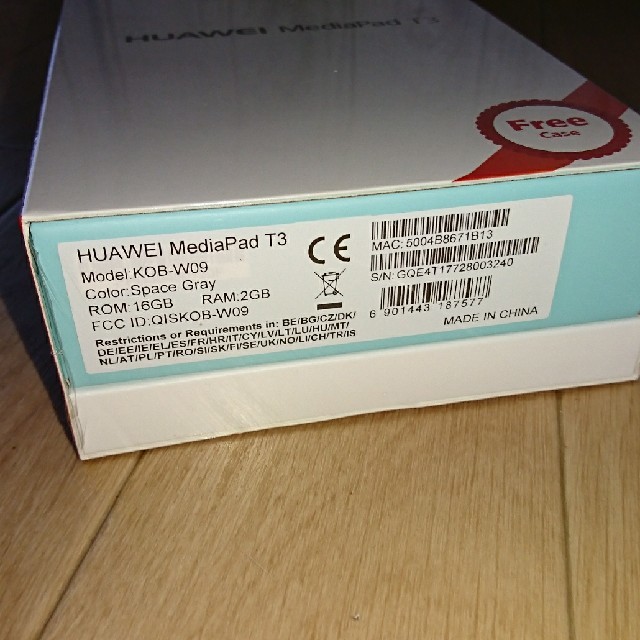 HUAWEI MediaPad T3
Free
Case
HUAWEI MediaPad T3
Model:KOB-W09
Color:Space Gray
ROM:16GB RAM:2GB
FCC ID:QISKOB-W09
Restrictions or Requirements in: BE/BG/CZ/DK/
DE/EE/IE/EL/ES/FR/HR/IT/CY/LV/LT/LU/HU/MT/
NL/AT/PL/PT/RO/SI/SK/FI/SE/UK/NO/LI/CH/TR/IS
CE
MAC:5004B8671B13
S/N:GQE4T17728003240
6 901443 187577
MADE IN CHINA